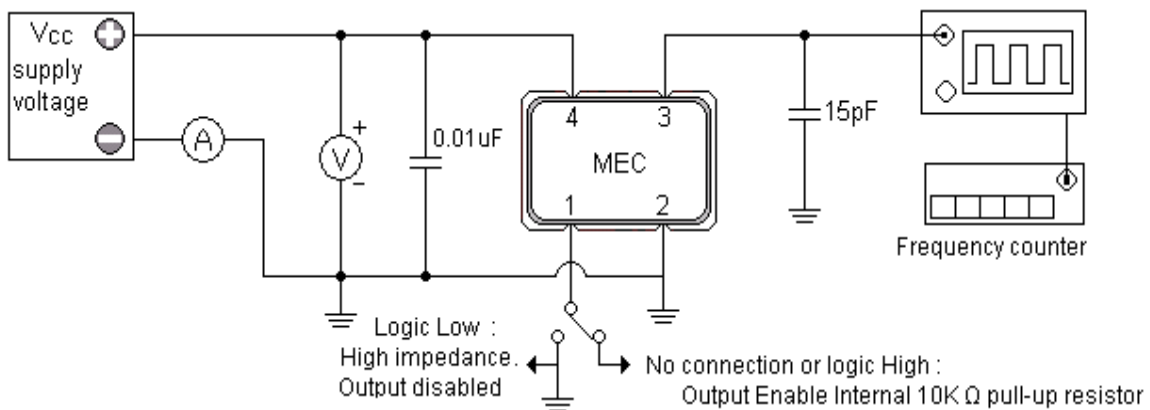 Vcc
supply
voltage
A
+
V
–
0.01uF
4
3
MEC
1
2
15pF
Frequency counter
Logic Low :
High impedance.
Output disabled
No connection or logic High :
Output Enable Internal 10K Ω pull-up resistor